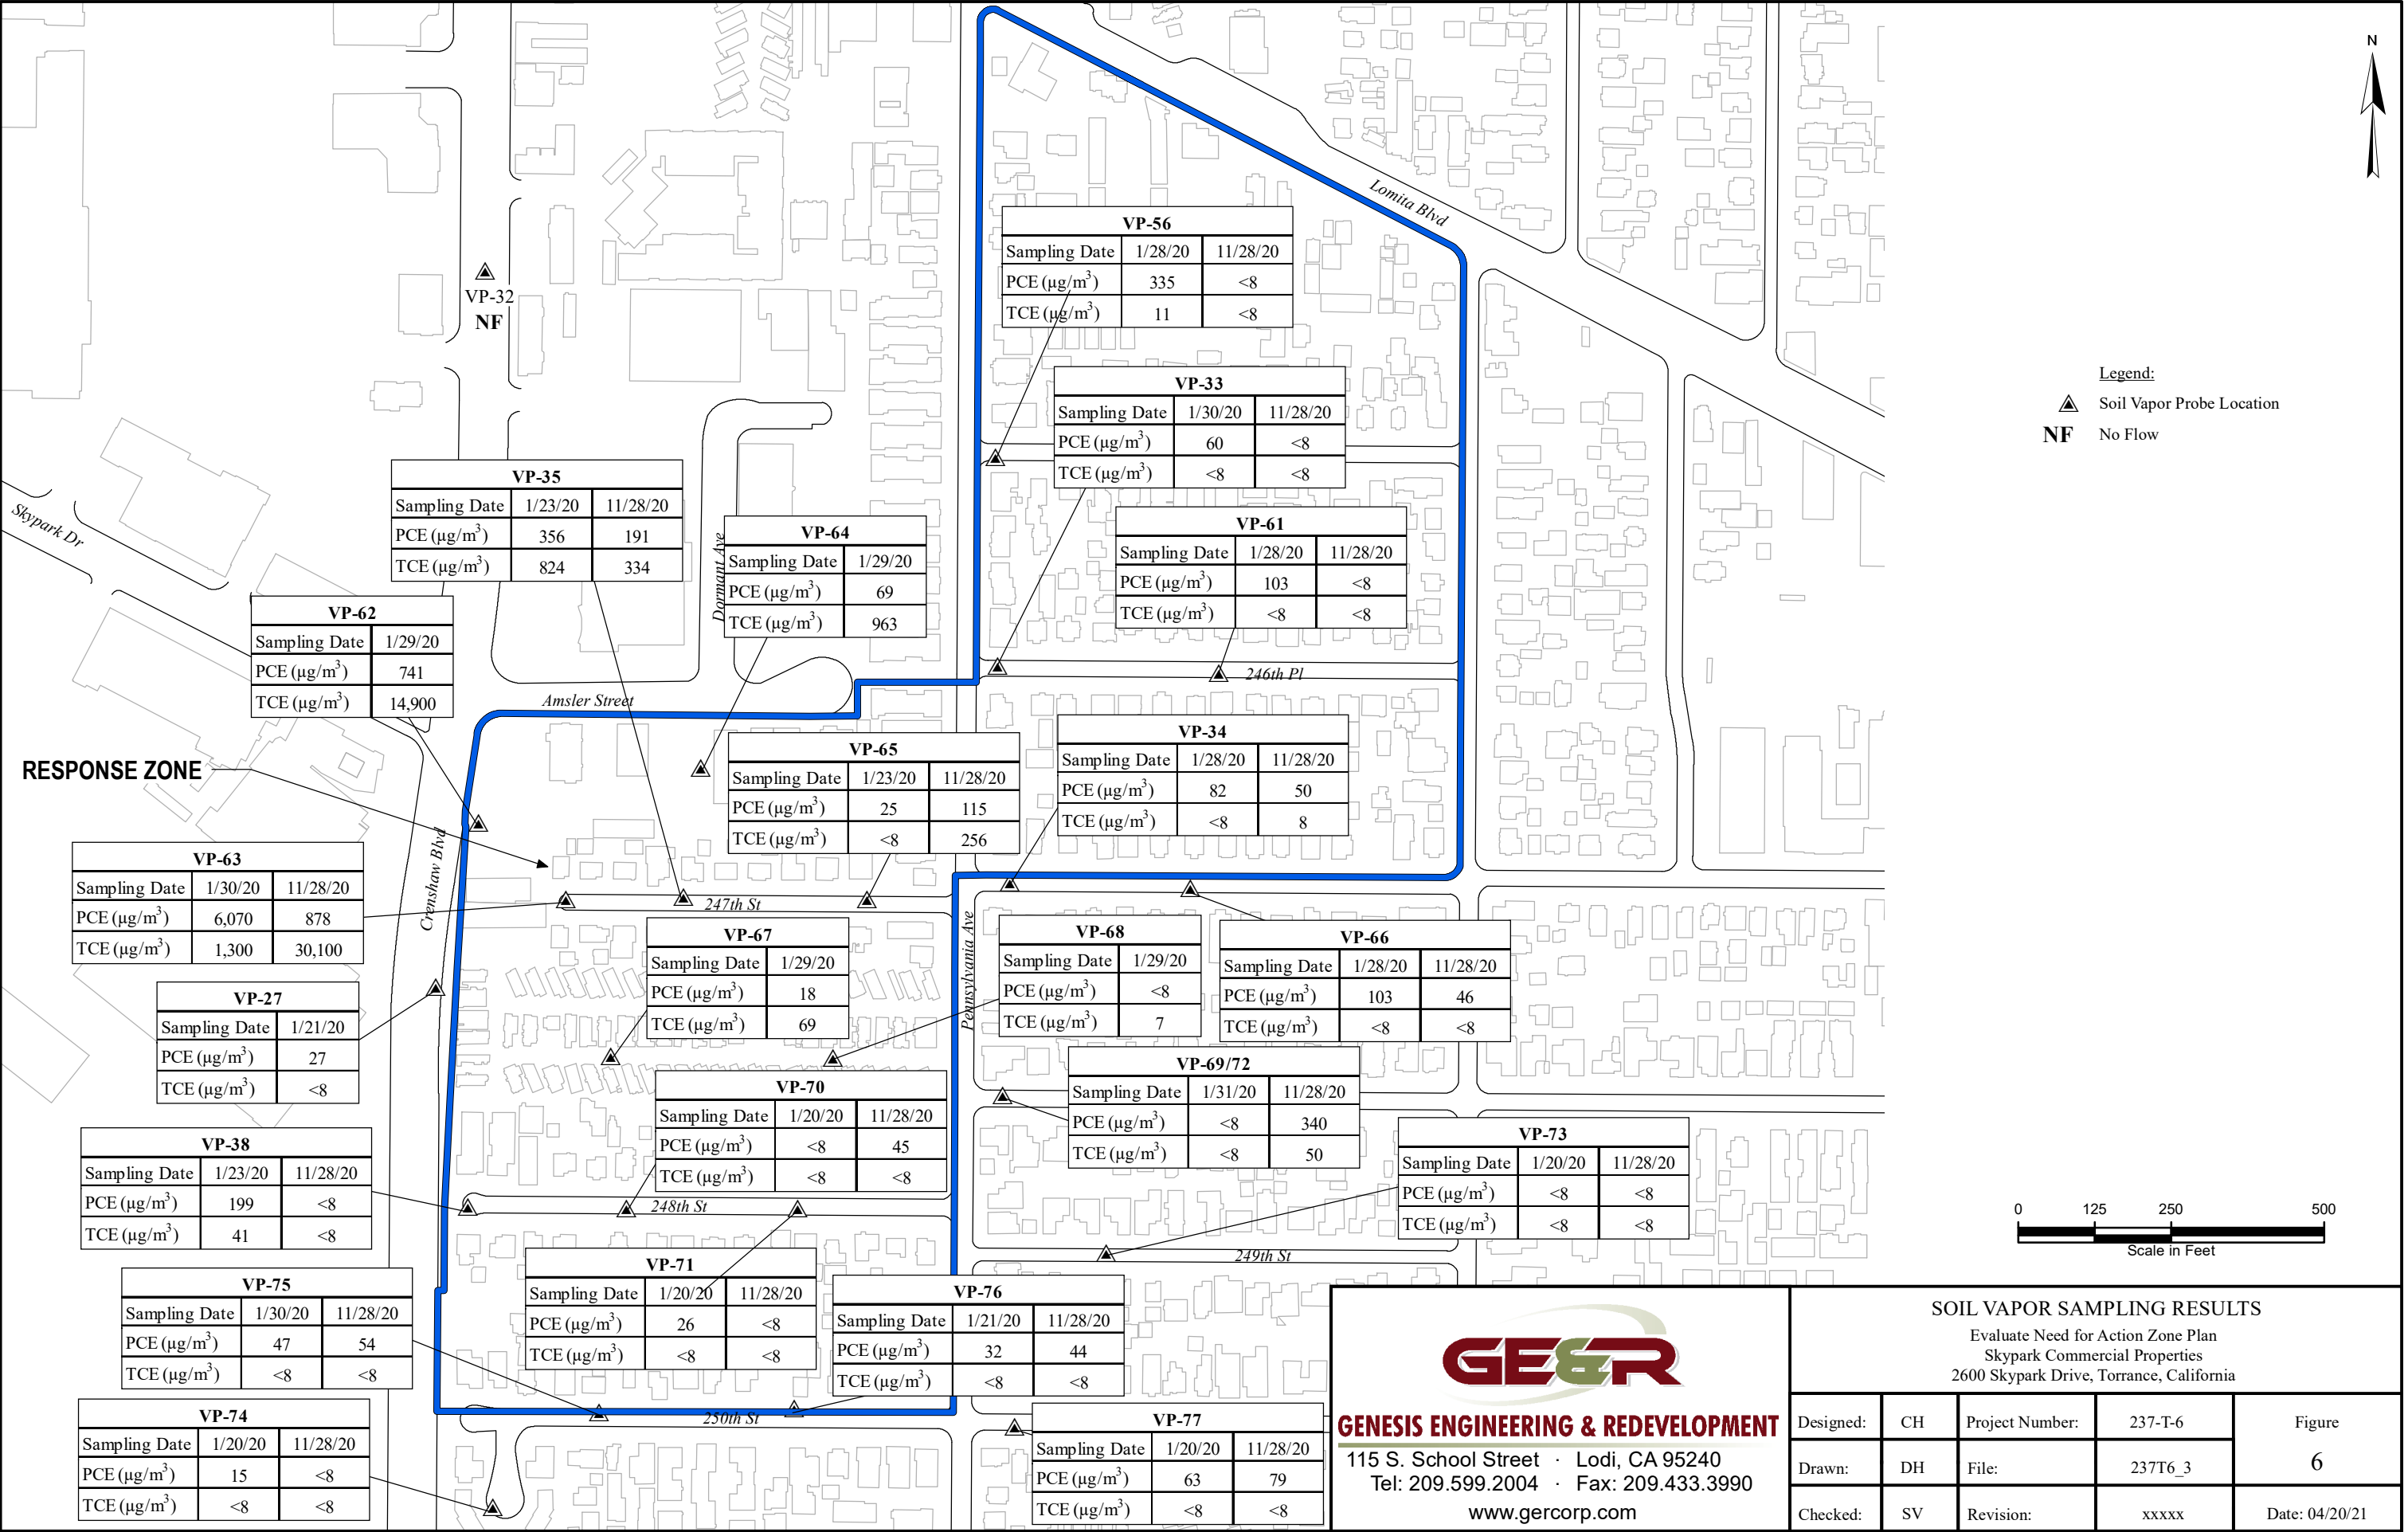 N
Lomita Blvd
VP-56
Sampling Date 1/28/20 11/28/20
PCE (µg/m³) 335 <8
TCE (µg/m³) 11 <8
VP-32
NF
VP-33
Sampling Date 1/30/20 11/28/20
PCE (µg/m³) 60 <8
TCE (µg/m³) <8 <8
Legend:
Soil Vapor Probe Location
NF No Flow
VP-35
Sampling Date 1/23/20 11/28/20
PCE (µg/m³) 356 191
TCE (µg/m³) 824 334
Skypark Dr
Dormant Ave
VP-64
Sampling Date 1/29/20
PCE (µg/m³) 69
TCE (µg/m³) 963
VP-61
Sampling Date 1/28/20 11/28/20
PCE (µg/m³) 103 <8
TCE (µg/m³) <8 <8
VP-62
Sampling Date 1/29/20
PCE (µg/m³) 741
TCE (µg/m³) 14,900
246th Pl
Amsler Street
VP-34
Sampling Date 1/28/20 11/28/20
PCE (µg/m³) 82 50
TCE (µg/m³) <8 8
VP-65
Sampling Date 1/23/20 11/28/20
PCE (µg/m³) 25 115
TCE (µg/m³) <8 256
RESPONSE ZONE
Crenshaw Blvd
VP-63
Sampling Date 1/30/20 11/28/20
PCE (µg/m³) 6,070 878
TCE (µg/m³) 1,300 30,100
247th St
Pennsylvania Ave
VP-67
Sampling Date 1/29/20
PCE (µg/m³) 18
TCE (µg/m³) 69
VP-68
Sampling Date 1/29/20
PCE (µg/m³) <8
TCE (µg/m³) 7
VP-66
Sampling Date 1/28/20 11/28/20
PCE (µg/m³) 103 46
TCE (µg/m³) <8 <8
VP-27
Sampling Date 1/21/20
PCE (µg/m³) 27
TCE (µg/m³) <8
VP-69/72
Sampling Date 1/31/20 11/28/20
PCE (µg/m³) <8 340
TCE (µg/m³) <8 50
VP-70
Sampling Date 1/20/20 11/28/20
PCE (µg/m³) <8 45
TCE (µg/m³) <8 <8
VP-73
Sampling Date 1/20/20 11/28/20
PCE (µg/m³) <8 <8
TCE (µg/m³) <8 <8
VP-38
Sampling Date 1/23/20 11/28/20
PCE (µg/m³) 199 <8
TCE (µg/m³) 41 <8
248th St
249th St
0 125 250 500
Scale in Feet
VP-71
Sampling Date 1/20/20 11/28/20
PCE (µg/m³) 26 <8
TCE (µg/m³) <8 <8
VP-75
Sampling Date 1/30/20 11/28/20
PCE (µg/m³) 47 54
TCE (µg/m³) <8 <8
VP-76
Sampling Date 1/21/20 11/28/20
PCE (µg/m³) 32 44
TCE (µg/m³) <8 <8
250th St
VP-74
Sampling Date 1/20/20 11/28/20
PCE (µg/m³) 15 <8
TCE (µg/m³) <8 <8
VP-77
Sampling Date 1/20/20 11/28/20
PCE (µg/m³) 63 79
TCE (µg/m³) <8 <8
GE&R
GENESIS ENGINEERING & REDEVELOPMENT
115 S. School Street · Lodi, CA 95240
Tel: 209.599.2004 · Fax: 209.433.3990
www.gercorp.com
SOIL VAPOR SAMPLING RESULTS
Evaluate Need for Action Zone Plan
Skypark Commercial Properties
2600 Skypark Drive, Torrance, California
Designed: CH Project Number: 237-T-6 Figure
Drawn: DH File: 237T6_3 6
Checked: SV Revision: xxxxx Date: 04/20/21